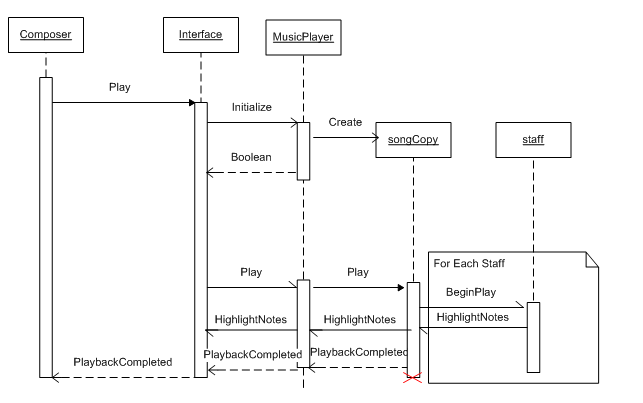 Composer
Interface
MusicPlayer
Play
Initialize
Create
songCopy
staff
Boolean
For Each Staff
Play
Play
BeginPlay
HighlightNotes
HighlightNotes
HighlightNotes
PlaybackCompleted
PlaybackCompleted
PlaybackCompleted